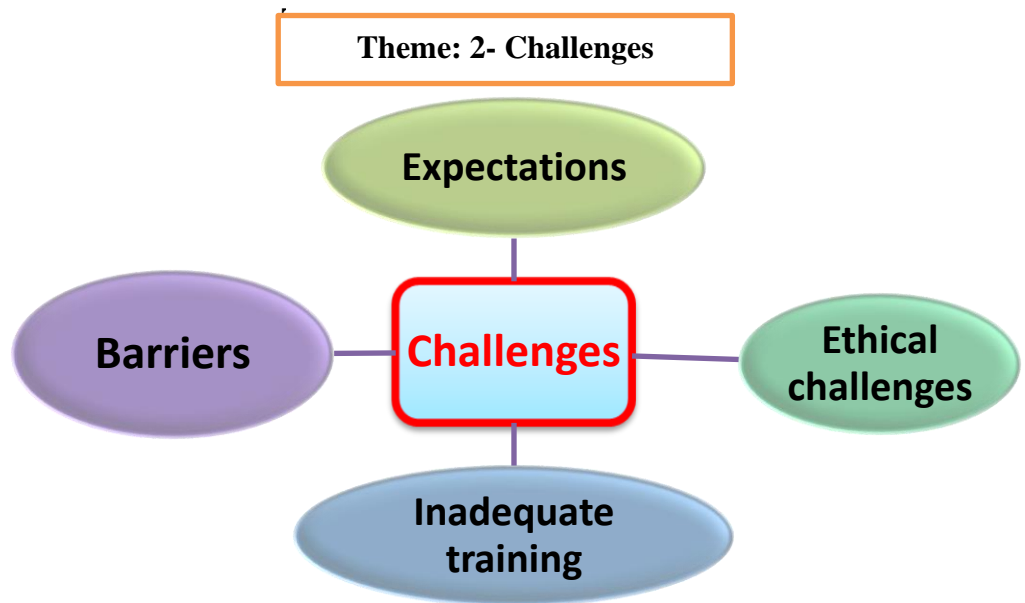 Theme: 2- Challenges
Expectations
Barriers
Challenges
Ethical
challenges
Inadequate
training